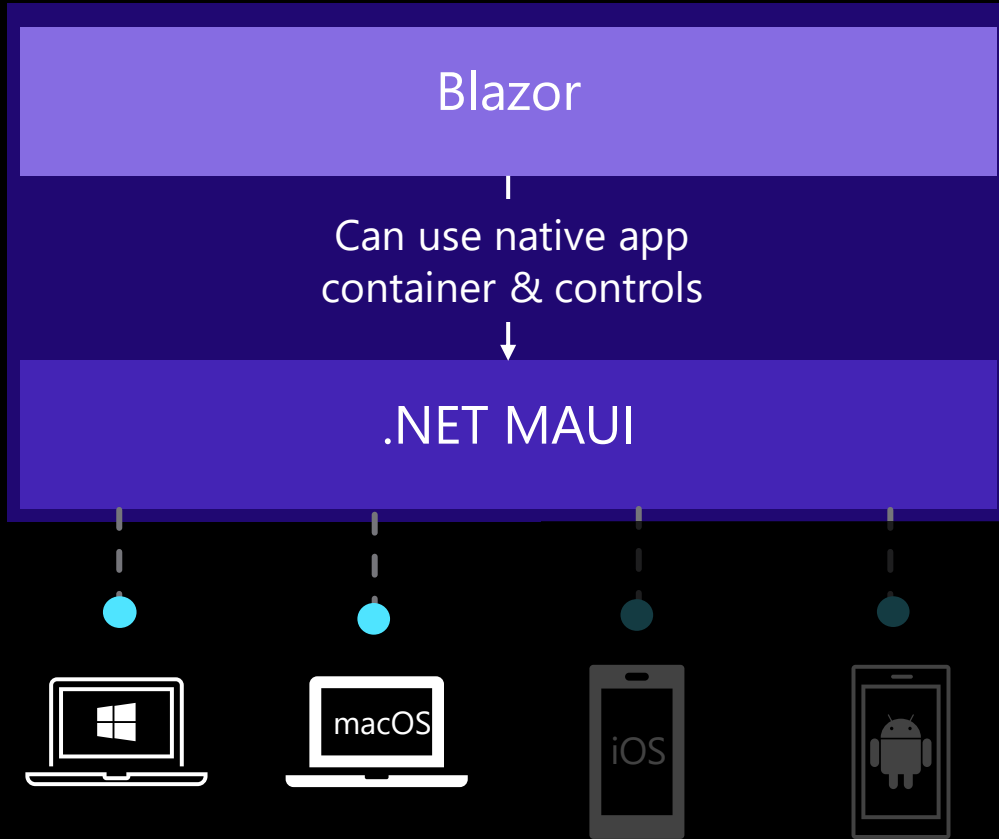 Blazor
Can use native app
container & controls
.NET MAUI
macOS
iOS